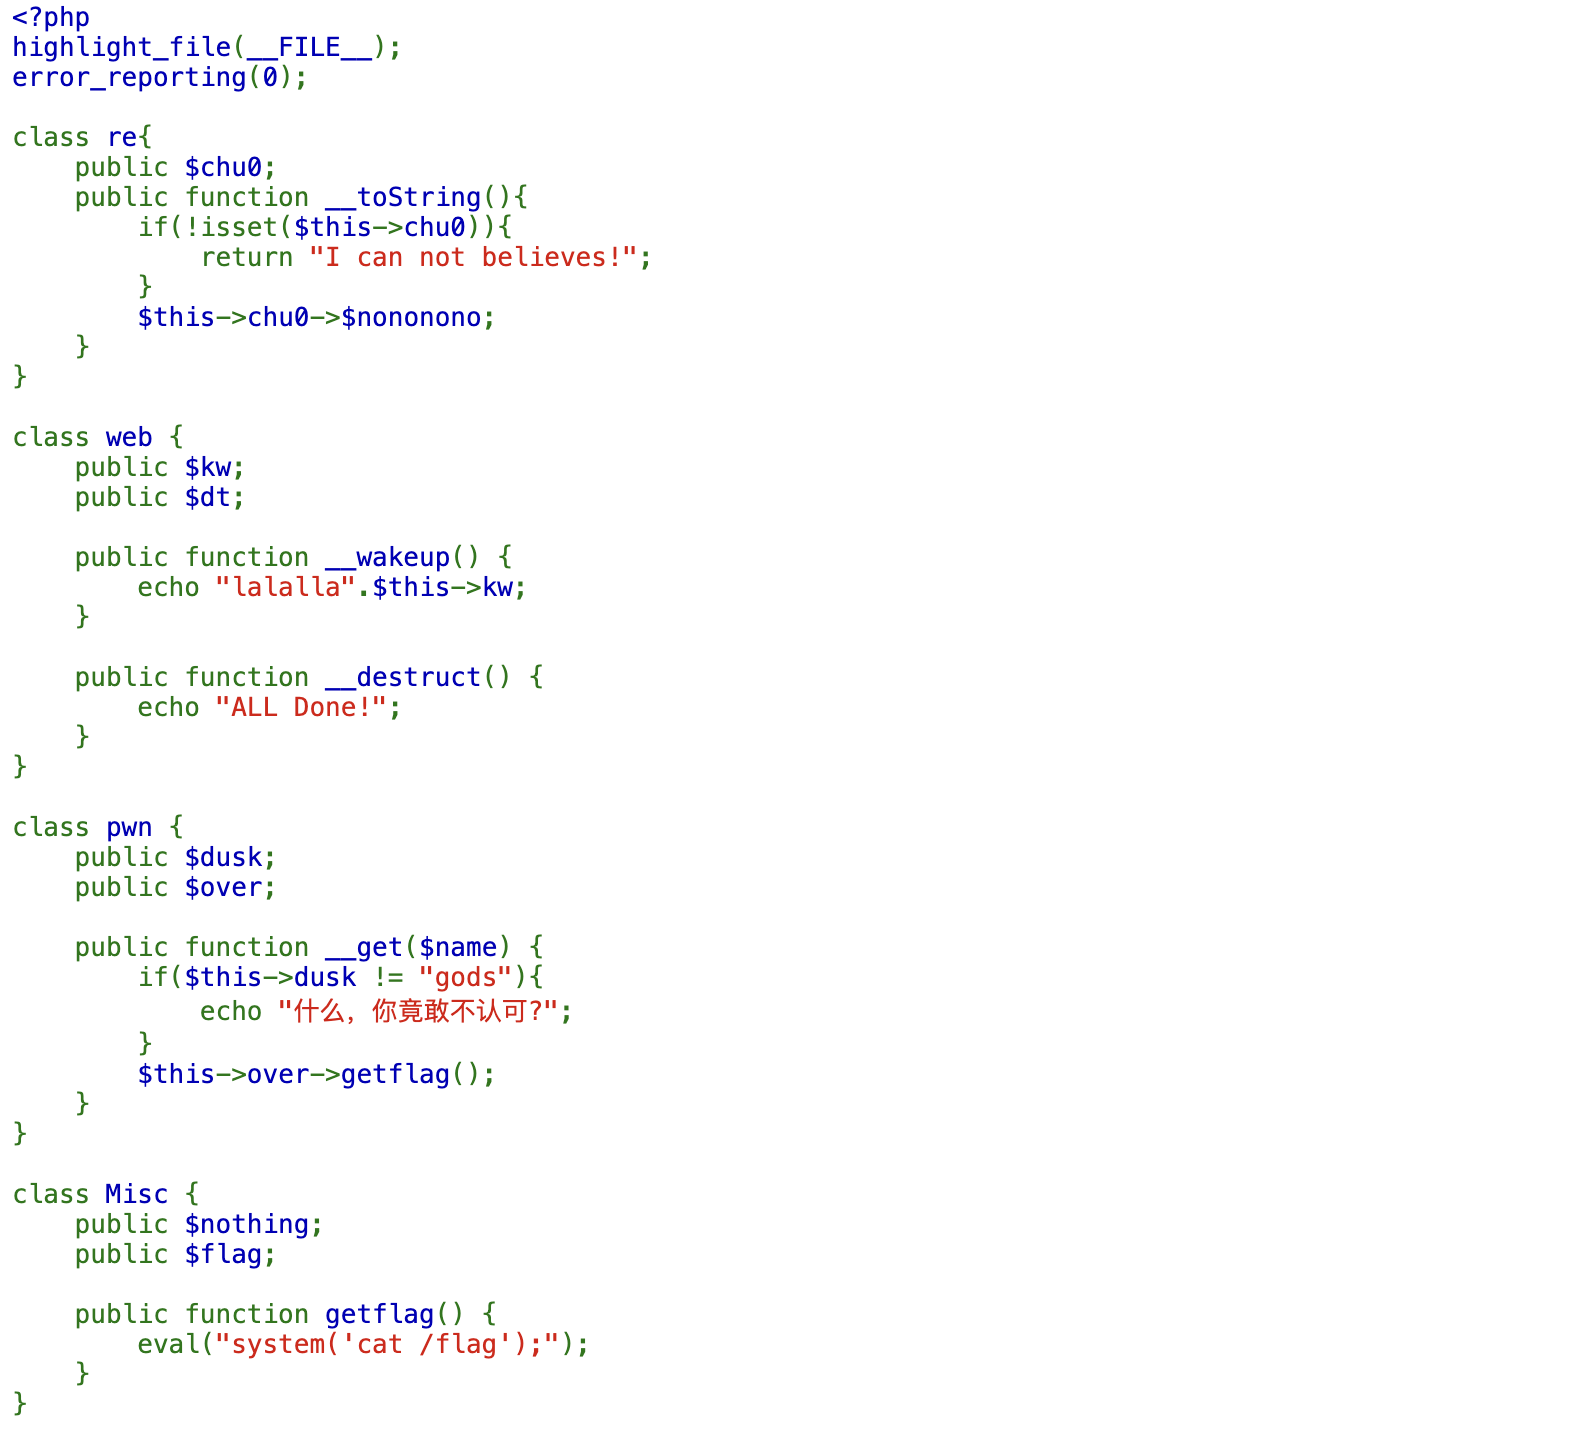 <?php
highlight_file(__FILE__);
error_reporting(0);

class re{
    public $chu0;
    public function __toString(){
        if(!isset($this->chu0)){
            return "I can not believes!";
        }
        $this->chu0->$nononono;
    }
}

class web {
    public $kw;
    public $dt;

    public function __wakeup() {
        echo "lalalla".$this->kw;
    }

    public function __destruct() {
        echo "ALL Done!";
    }
}

class pwn {
    public $dusk;
    public $over;

    public function __get($name) {
        if($this->dusk != "gods"){
            echo "什么，你竟敢不认可?";
        }
        $this->over->getflag();
    }
}

class Misc {
    public $nothing;
    public $flag;

    public function getflag() {
        eval("system('cat /flag');");
    }
}